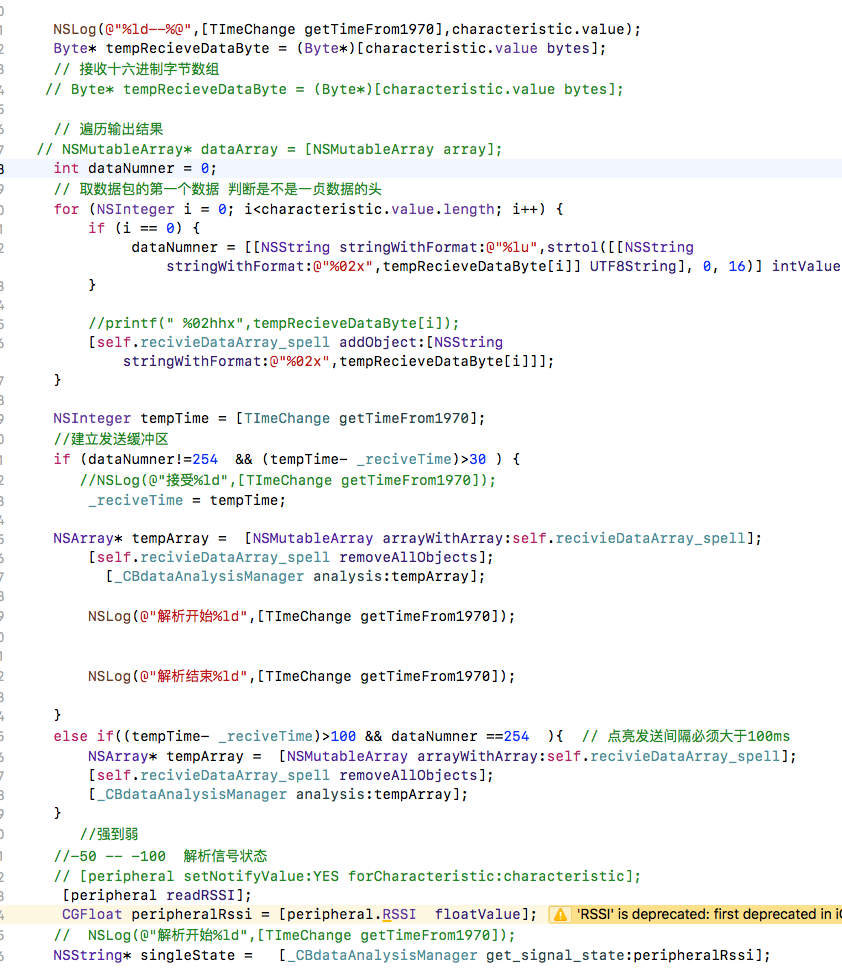 NSLog(@"%ld--%@",[TImeChange getTimeFrom1970],characteristic.value);
Byte* tempRecieveDataByte = (Byte*)[characteristic.value bytes];
// 接收十六进制字节数组
// Byte* tempRecieveDataByte = (Byte*)[characteristic.value bytes];
// 遍历输出结果
// NSMutableArray* dataArray = [NSMutableArray array];
int dataNumner = 0;
// 取数据包的第一个数据 判断是不是一贞数据的头
for (NSInteger i = 0; i<characteristic.value.length; i++) {
if (i == 0) {
dataNumner = [[NSString stringWithFormat:@"%lu",strtol([[NSString
stringWithFormat:@"%02x",tempRecieveDataByte[i]] UTF8String], 0, 16)] intValue
}
//printf(" %02hhx",tempRecieveDataByte[i]);
[self.recivieDataArray_spell addObject:[NSString
stringWithFormat:@"%02x",tempRecieveDataByte[i]]];
}
NSInteger tempTime = [TImeChange getTimeFrom1970];
//建立发送缓冲区
if (dataNumner!=254  && (tempTime- _reciveTime)>30 ) {
//NSLog(@"接受%ld",[TImeChange getTimeFrom1970]);
_reciveTime = tempTime;
NSArray* tempArray =  [NSMutableArray arrayWithArray:self.recivieDataArray_spell];
[self.recivieDataArray_spell removeAllObjects];
[_CBdataAnalysisManager analysis:tempArray];
NSLog(@"解析开始%ld",[TImeChange getTimeFrom1970]);
NSLog(@"解析结束%ld",[TImeChange getTimeFrom1970]);
}
else if((tempTime- _reciveTime)>100 && dataNumner ==254  ){  // 点亮发送间隔必须大于100ms
NSArray* tempArray =  [NSMutableArray arrayWithArray:self.recivieDataArray_spell];
[self.recivieDataArray_spell removeAllObjects];
[_CBdataAnalysisManager analysis:tempArray];
}
//强到弱
//-50 -- -100  解析信号状态
// [peripheral setNotifyValue:YES forCharacteristic:characteristic];
[peripheral readRSSI];
CGFloat peripheralRssi = [peripheral.RSSI  floatValue]; 'RSSI' is deprecated: first deprecated in
//  NSLog(@"解析开始%ld",[TImeChange getTimeFrom1970]);
NSString* singleState =   [_CBdataAnalysisManager get_signal_state:peripheralRssi];